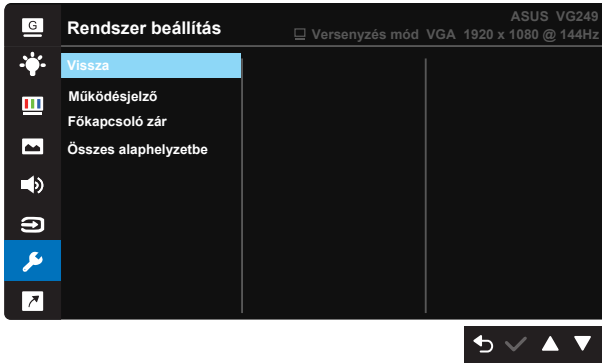 G
Rendszer beállítás
ASUS VG249
Versenyzés mód VGA 1920 x 1080 @ 144Hz
Vissza
Működésjelző
Főkapcsoló zár
Összes alaphelyzetbe